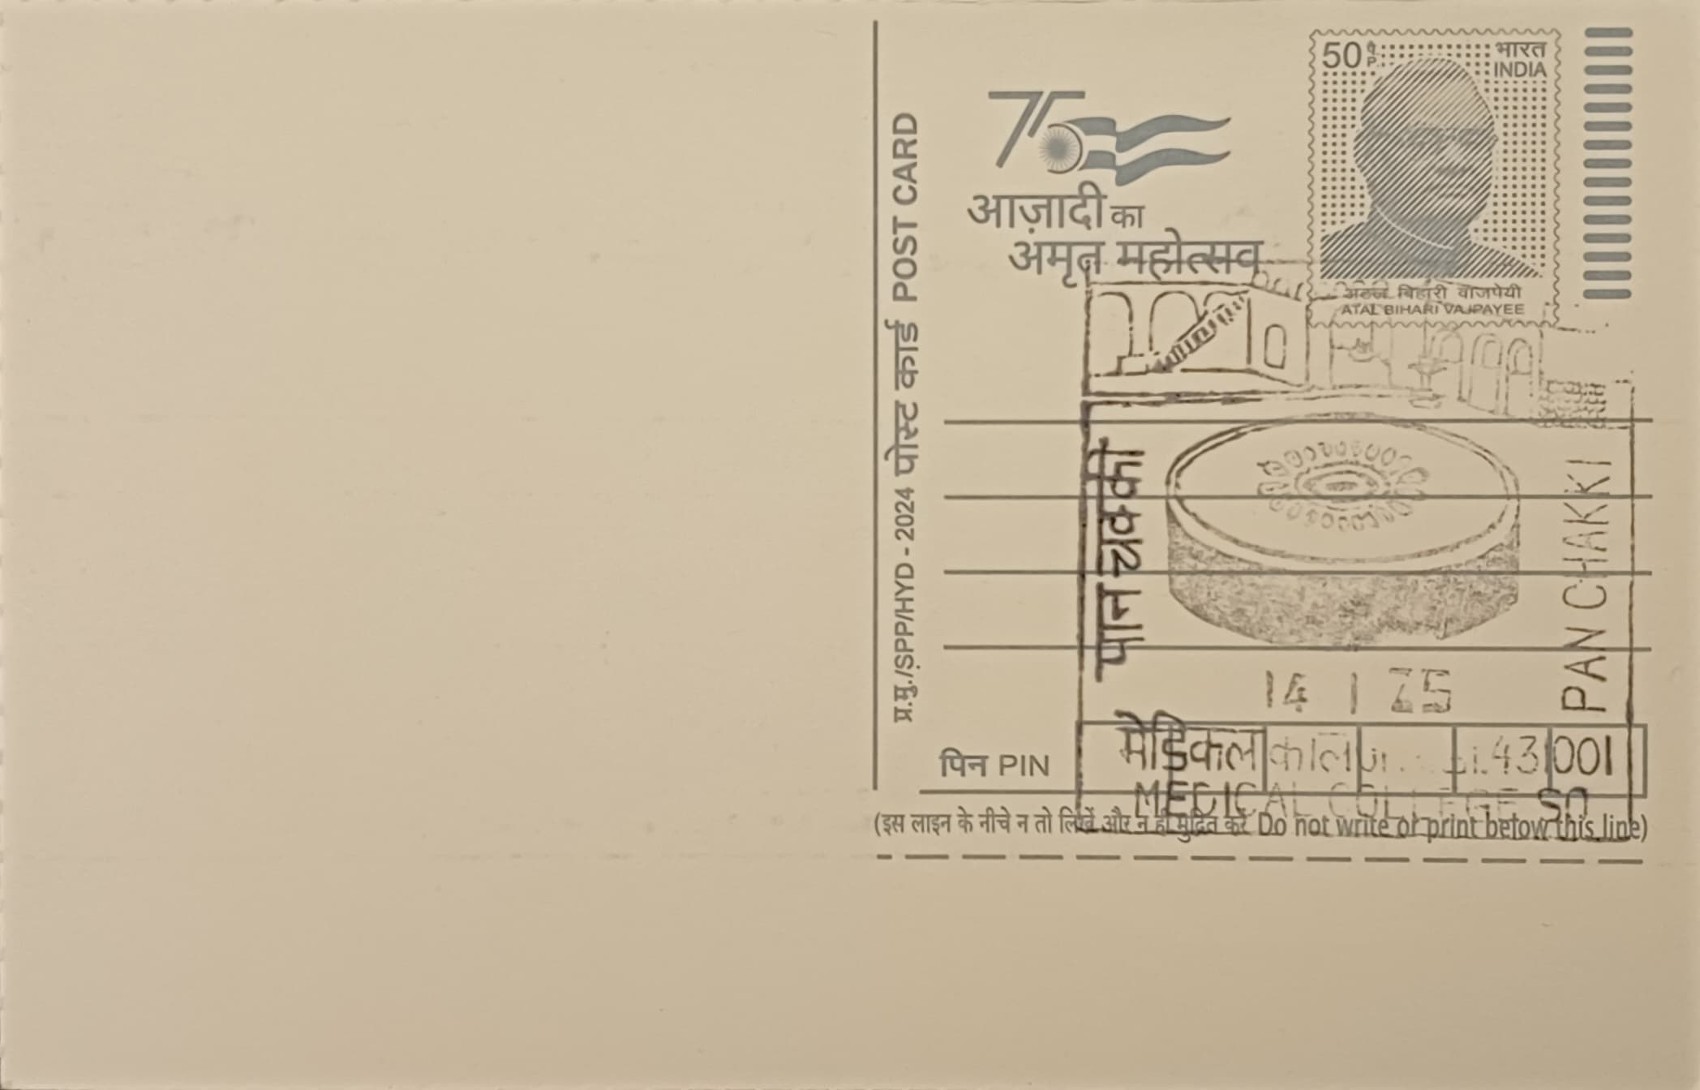 प्र.मु./SPP/HYD - 2024 पोस्ट कार्ड POST CARD
75
आज़ादी का
अमृत महोत्सव
50 पै P. भारत
INDIA
अटल बिहारी वाजपेयी
ATAL BIHARI VAJPAYEE
पान चक्की
PAN CHAKKI
14 1 25
पिन PIN
मेडिकल 001
MEDICAL COLLEGE SO
(इस लाइन के नीचे न तो लिखें और न ही मुद्रित करें Do not write or print below this line)